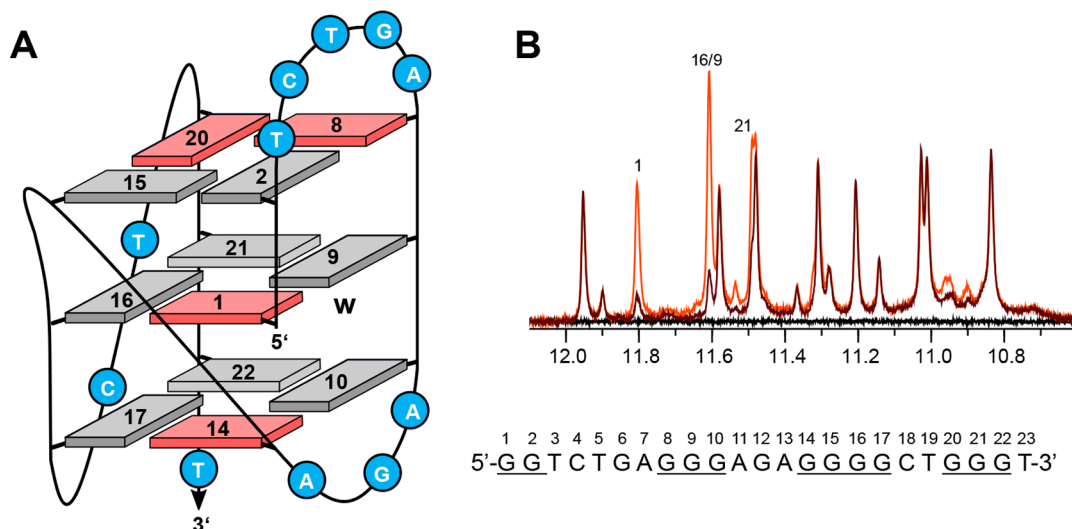 A
B
T
G
C
A
T
20
8
15
2
T
21
9
16
1
W
5‘
C
22
10
17
14
A
T
A
G
3‘
16/9
21
1
12.0 11.8 11.6 11.4 11.2 11.0 10.8
1 2 3 4 5 6 7 8 9 10 11 12 13 14 15 16 17 18 19 20 21 22 23
5‘-GGTCTGAGGGAGAGGGGCTGGGT-3‘